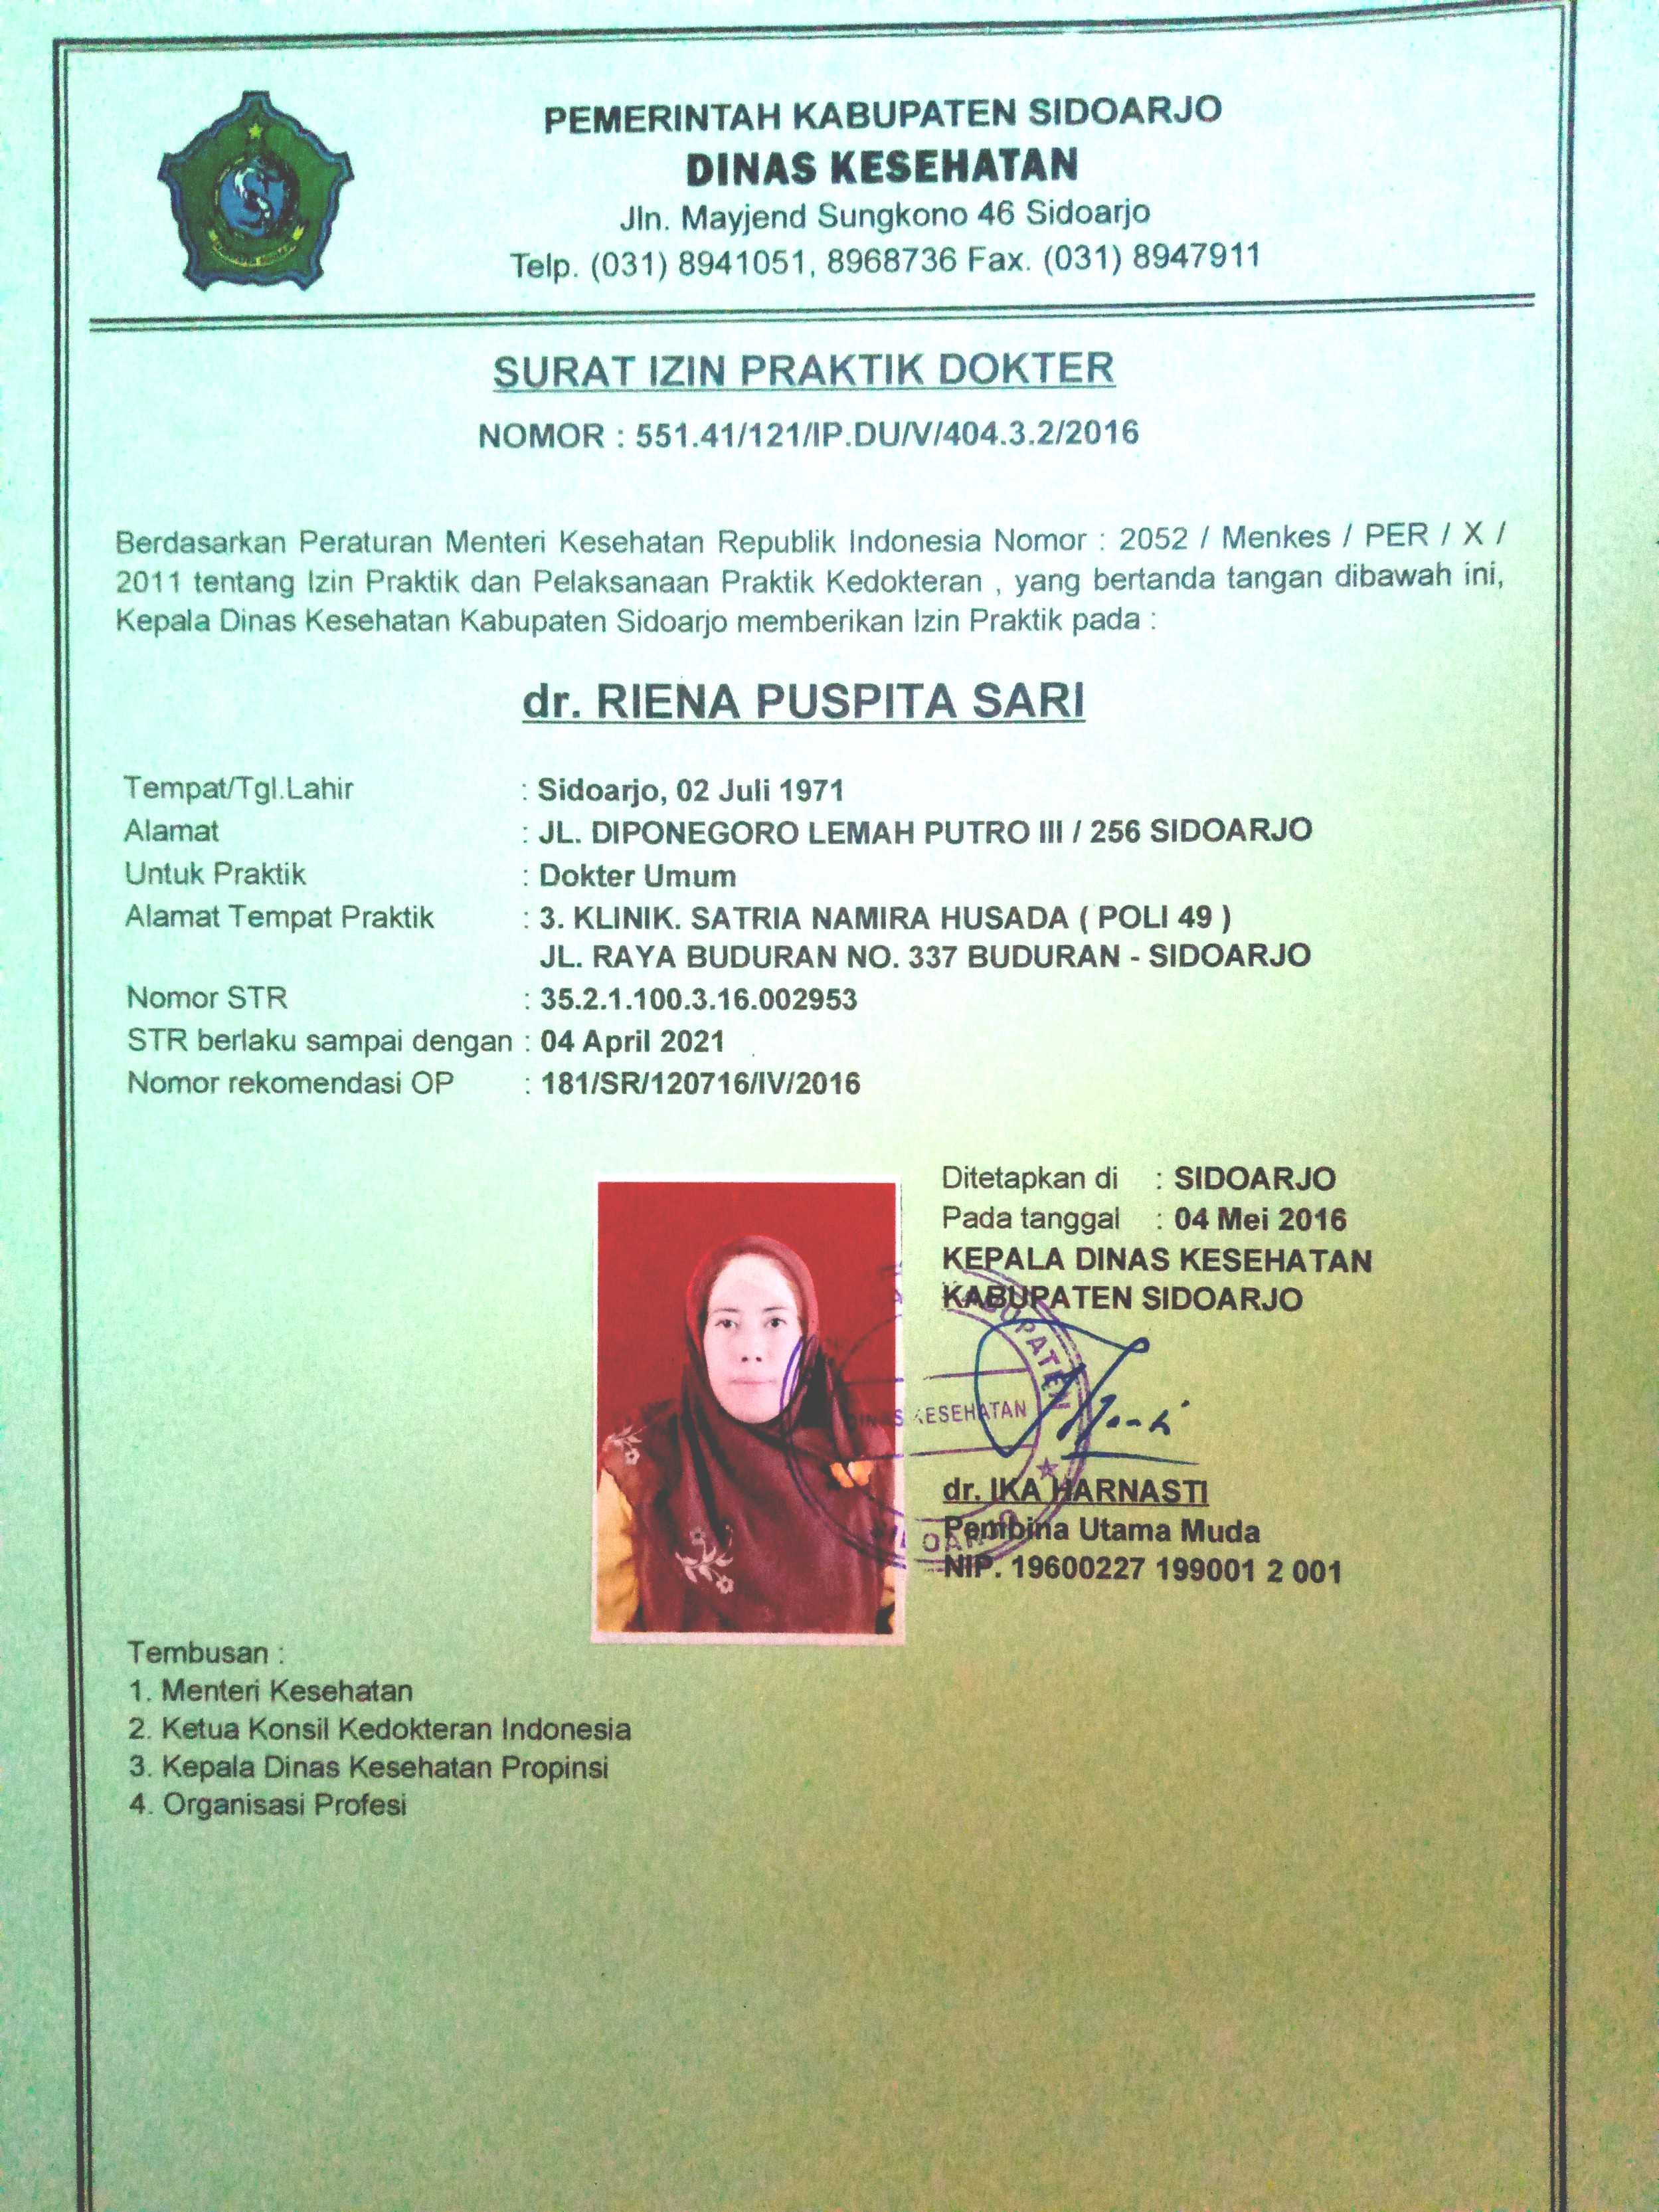 PEMERINTAH KABUPATEN SIDOARJO
DINAS KESEHATAN
Jln. Mayjend Sungkono 46 Sidoarjo
Telp. (031) 8941051, 8968736 Fax. (031) 8947911
SURAT IZIN PRAKTIK DOKTER
NOMOR : 551.41/121/IP.DU/V/404.3.2/2016
Berdasarkan Peraturan Menteri Kesehatan Republik Indonesia Nomor : 2052 / Menkes / PER / X /
2011 tentang Izin Praktik dan Pelaksanaan Praktik Kedokteran , yang bertanda tangan dibawah ini,
Kepala Dinas Kesehatan Kabupaten Sidoarjo memberikan Izin Praktik pada :
dr. RIENA PUSPITA SARI
Tempat/Tgl.Lahir : Sidoarjo, 02 Juli 1971
Alamat : JL. DIPONEGORO LEMAH PUTRO III / 256 SIDOARJO
Untuk Praktik : Dokter Umum
Alamat Tempat Praktik : 3. KLINIK. SATRIA NAMIRA HUSADA ( POLI 49 )
JL. RAYA BUDURAN NO. 337 BUDURAN - SIDOARJO
Nomor STR : 35.2.1.100.3.16.002953
STR berlaku sampai dengan : 04 April 2021
Nomor rekomendasi OP : 181/SR/120716/IV/2016
Ditetapkan di : SIDOARJO
Pada tanggal : 04 Mei 2016
KEPALA DINAS KESEHATAN
KABUPATEN SIDOARJO
DINAS KESEHATAN
dr. IKA HARNASTI
Pembina Utama Muda
NIP. 19600227 199001 2 001
Tembusan :
1. Menteri Kesehatan
2. Ketua Konsil Kedokteran Indonesia
3. Kepala Dinas Kesehatan Propinsi
4. Organisasi Profesi